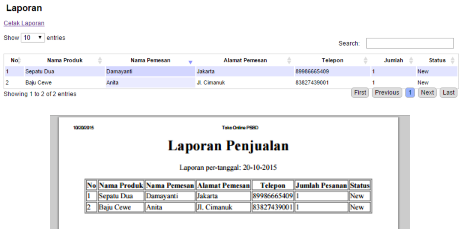 Laporan
Cetak Laporan
Show 10 entries
Search:
No Nama Produk Nama Pemesan Alamat Pemesan Telepon Jumlah Status
1 Sepatu Dua Damayanti Jakarta 89986665409 1 New
2 Baju Cewe Anita Jl. Cimanuk 83827439001 1 New
Showing 1 to 2 of 2 entries
First Previous 1 Next Last
Toko Online
Laporan Penjualan
Laporan per-tanggal: 20-10-2015
No Nama Produk Nama Pemesan Alamat Pemesan Telepon Jumlah Pesanan Status
1 Sepatu Dua Damayanti Jakarta 89986665409 1 New
2 Baju Cewe Anita Jl. Cimanuk 83827439001 1 New